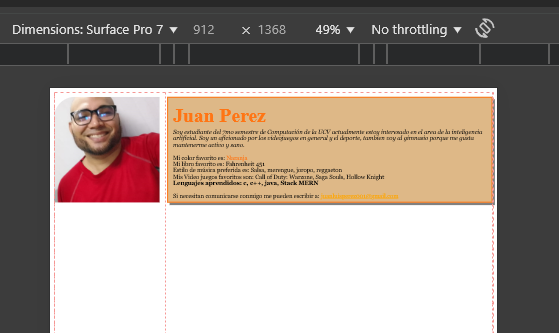 Dimensions: Surface Pro 7 ▼ 912 × 1368 49% ▼ No throttling ▼
Juan Perez
Soy estudiante del 7mo semestre de Computación de la UCV actualmente estoy interesado en el area de la inteligencia
artificial. Soy un aficionado por los videojuegos en general y el deporte, tambien voy al gimnasio porque me gusta
mantenerme activo y sano.
Mi color favorito es: Naranja
Mi libro favorito es: Fahrenheit 451
Estilo de música preferida es: Salsa, merengue, joropo, reggaeton
Mis Video juegos favoritos son: Call of Duty: Warzone, Saga Souls, Hollow Knight
Lenguajes aprendidos: c, c++, java, Stack MERN
Si necesitan comunicarse conmigo me pueden escribir a: